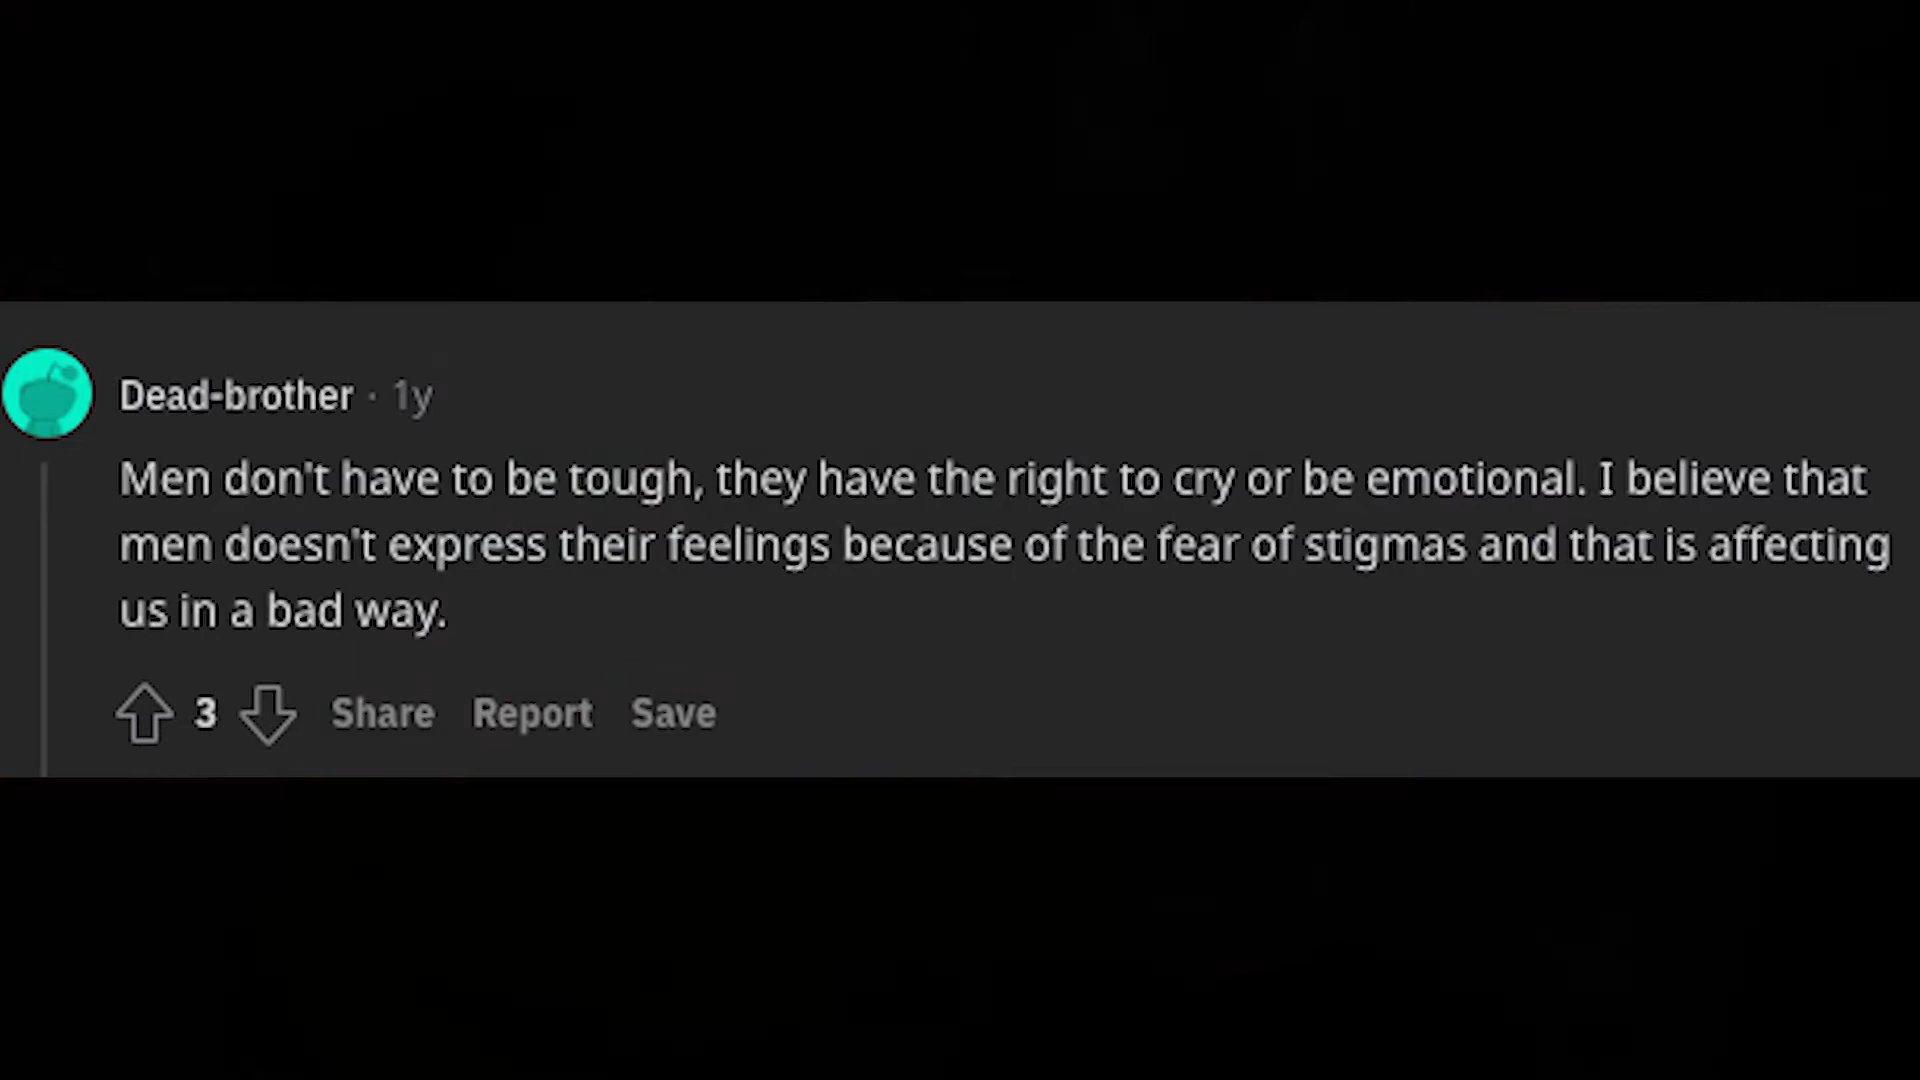 Dead-brother · 1y
Men don't have to be tough, they have the right to cry or be emotional. I believe that
men doesn't express their feelings because of the fear of stigmas and that is affecting
us in a bad way.
3 Share Report Save